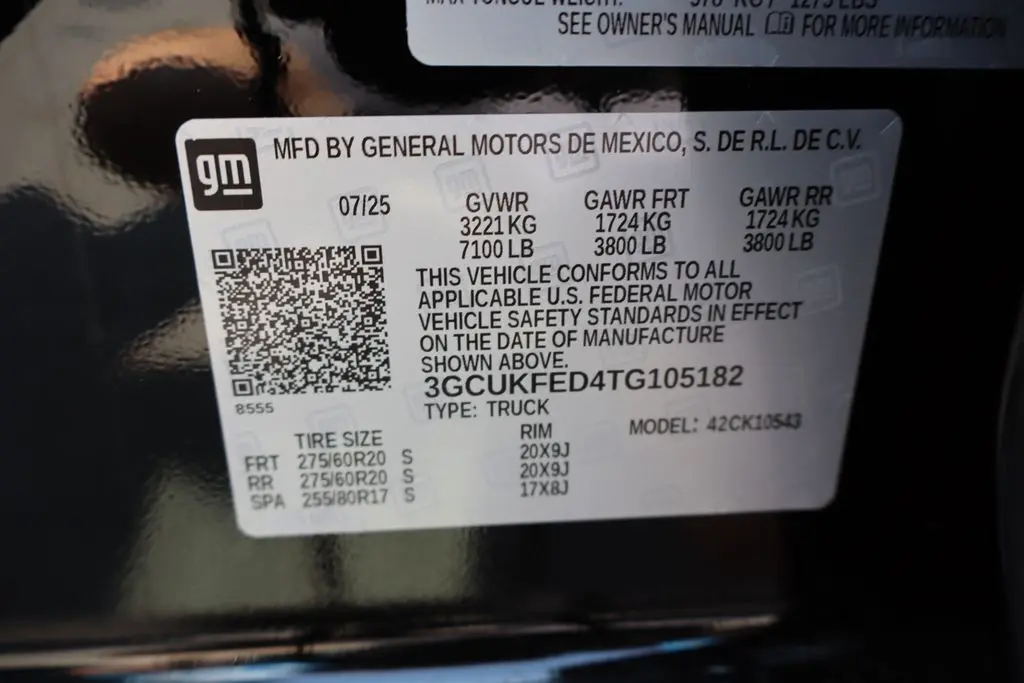 SEE OWNER'S MANUAL FOR MORE INFORMATION
gm
MFD BY GENERAL MOTORS DE MEXICO, S. DE R.L. DE C.V.
07/25 GVWR GAWR FRT GAWR RR
3221 KG 1724 KG 1724 KG
7100 LB 3800 LB 3800 LB
THIS VEHICLE CONFORMS TO ALL
APPLICABLE U.S. FEDERAL MOTOR
VEHICLE SAFETY STANDARDS IN EFFECT
ON THE DATE OF MANUFACTURE
SHOWN ABOVE.
3GCUKFED4TG105182
8555
TYPE: TRUCK
MODEL: 42CK10543
TIRE SIZE RIM
FRT 275/60R20 S 20X9J
RR 275/60R20 S 20X9J
SPA 255/80R17 S 17X8J